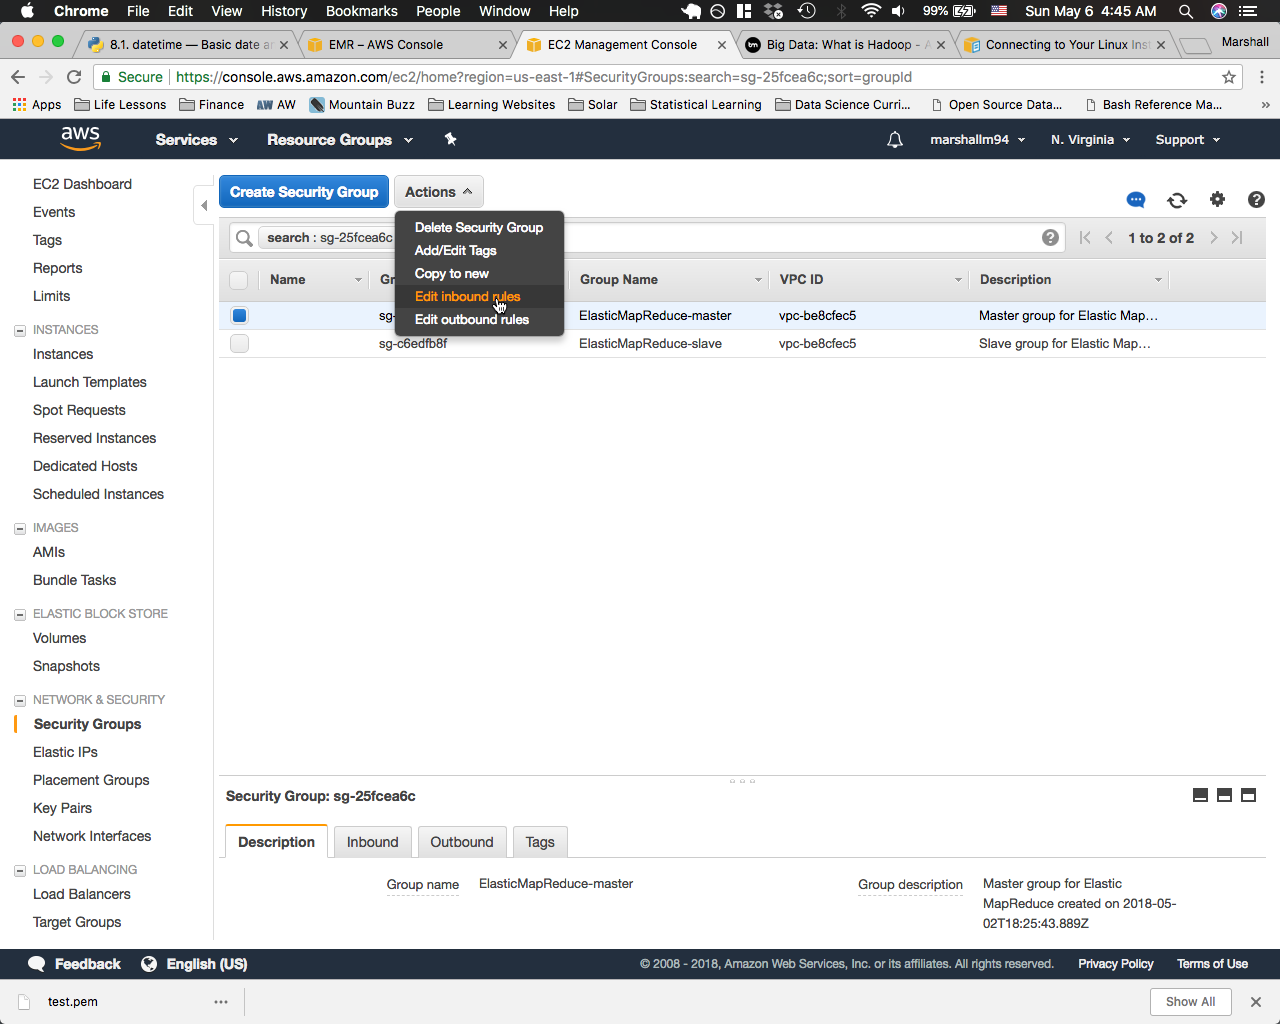 Chrome File Edit View History Bookmarks People Window Help 99% Sun May 6 4:45 AM
8.1. datetime — Basic date ar
EMR – AWS Console
EC2 Management Console
Big Data: What is Hadoop - A
Connecting to Your Linux Inst
Marshall
Secure https://console.aws.amazon.com/ec2/home?region=us-east-1#SecurityGroups:search=sg-25fcea6c;sort=groupId
Apps Life Lessons Finance AW AW Mountain Buzz Learning Websites Solar Statistical Learning Data Science Curri... Open Source Data... Bash Reference Ma... »
aws Services Resource Groups marshallm94 N. Virginia Support
EC2 Dashboard
Events
Tags
Reports
Limits
INSTANCES
Instances
Launch Templates
Spot Requests
Reserved Instances
Dedicated Hosts
Scheduled Instances
IMAGES
AMIs
Bundle Tasks
ELASTIC BLOCK STORE
Volumes
Snapshots
NETWORK & SECURITY
Security Groups
Elastic IPs
Placement Groups
Key Pairs
Network Interfaces
LOAD BALANCING
Load Balancers
Target Groups
Create Security Group Actions
Delete Security Group
Add/Edit Tags
Copy to new
Edit inbound rules
Edit outbound rules
search : sg-25fcea6c 1 to 2 of 2
Name Gr Group Name VPC ID Description
sg- ElasticMapReduce-master vpc-be8cfec5 Master group for Elastic Map...
sg-c6edfb8f ElasticMapReduce-slave vpc-be8cfec5 Slave group for Elastic Map...
Security Group: sg-25fcea6c
Description Inbound Outbound Tags
Group name ElasticMapReduce-master
Group description Master group for Elastic
MapReduce created on 2018-05-
02T18:25:43.889Z
Feedback English (US) © 2008 - 2018, Amazon Web Services, Inc. or its affiliates. All rights reserved. Privacy Policy Terms of Use
test.pem Show All